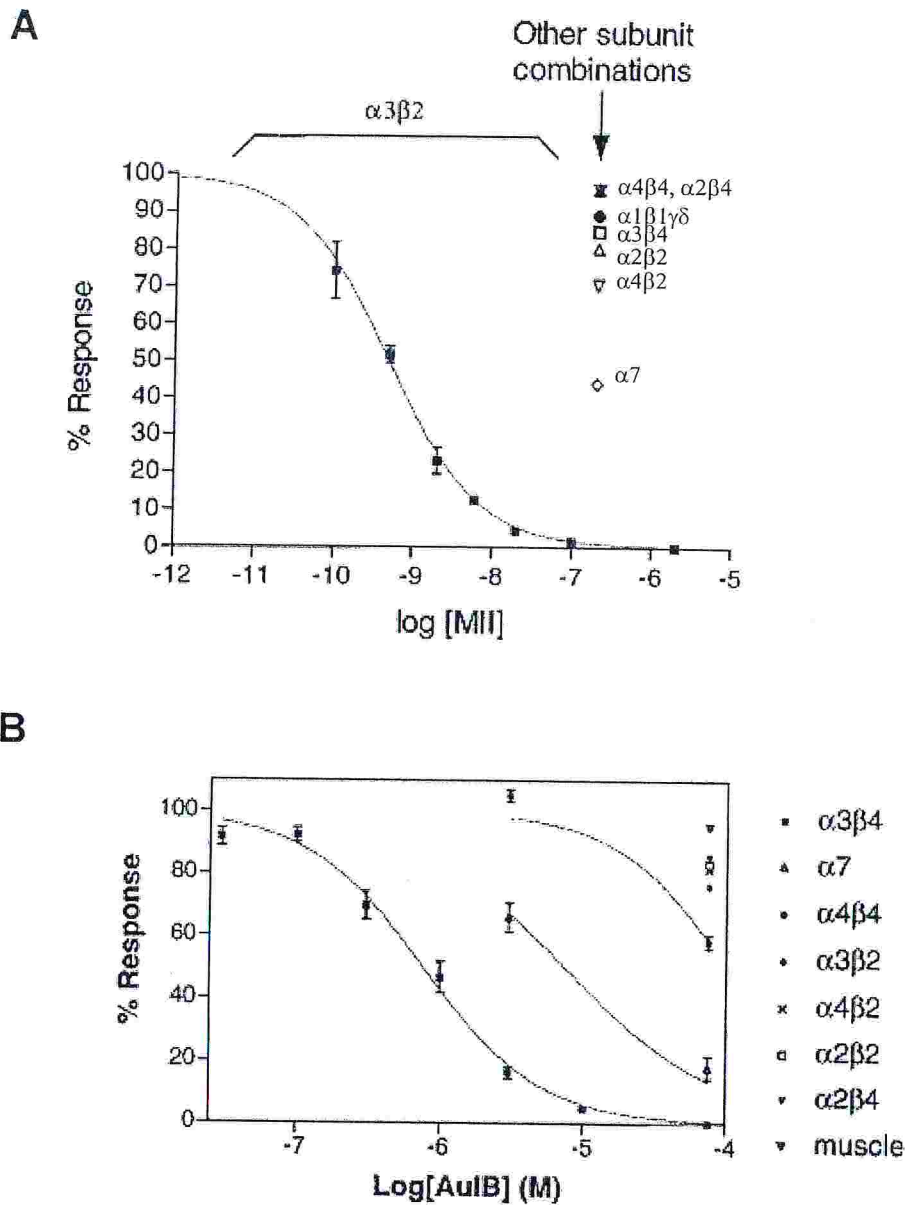 A
Other subunit
combinations
α3β2
100
90
80
70
60
50
40
30
20
10
0
% Response
α4β4, α2β4
α1β1γδ
α3β4
α2β2
α4β2
α7
-12 -11 -10 -9 -8 -7 -6 -5
log [MII]
B
100
80
60
40
20
0
% Response
-7 -6 -5 -4
Log[AuIB] (M)
α3β4
α7
α4β4
α3β2
α4β2
α2β2
α2β4
muscle